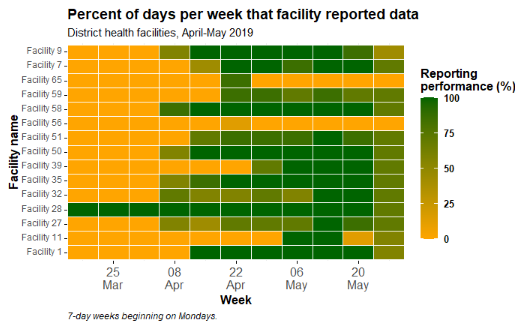 Percent of days per week that facility reported data
District health facilities, April-May 2019
Facility name
Facility 9
Facility 7
Facility 65
Facility 59
Facility 58
Facility 56
Facility 51
Facility 50
Facility 39
Facility 35
Facility 32
Facility 28
Facility 27
Facility 11
Facility 1
25 08 22 06 20
Mar Apr Apr May May
Week
7-day weeks beginning on Mondays.
Reporting
performance (%)
100
75
50
25
0